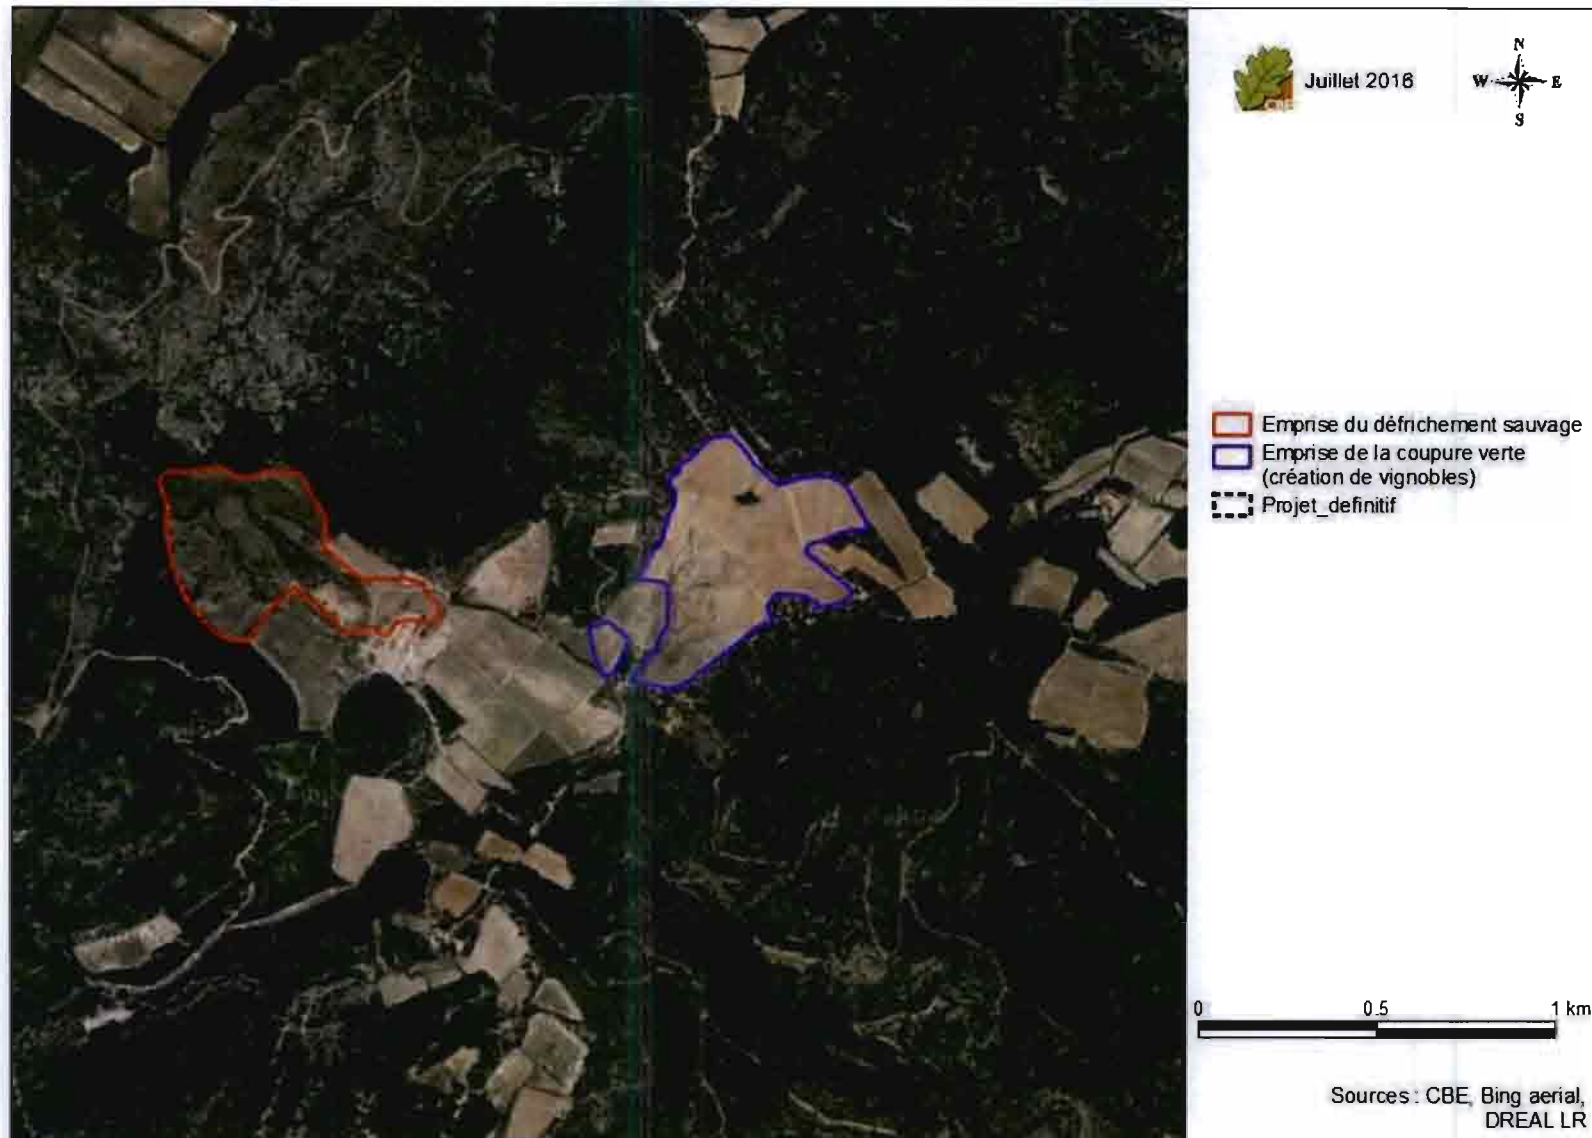 Juillet 2016
N
W E
S
CBE
Emprise du défrichement sauvage
Emprise de la coupure verte
(création de vignobles)
Projet_definitif
0 0.5 1 km
Sources : CBE, Bing aerial,
DREAL LR